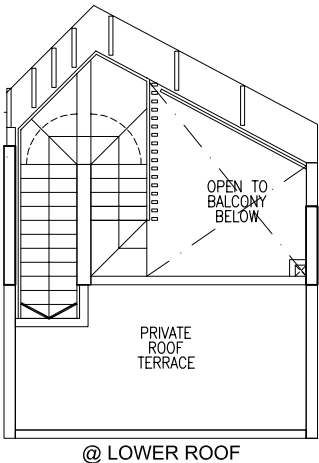 OPEN TO
BALCONY
BELOW
PRIVATE
ROOF
TERRACE
@ LOWER ROOF